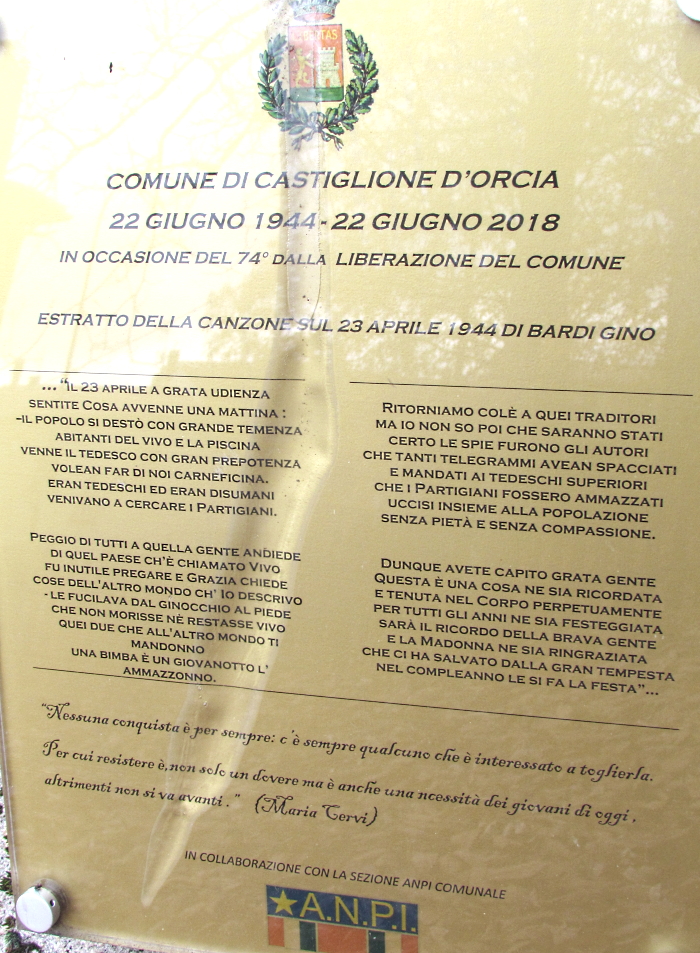 LIBERTAS
COMUNE DI CASTIGLIONE D'ORCIA
22 GIUGNO 1944 - 22 GIUGNO 2018
IN OCCASIONE DEL 74° DALLA LIBERAZIONE DEL COMUNE
ESTRATTO DELLA CANZONE SUL 23 APRILE 1944 DI BARDI GINO
..."IL 23 APRILE A GRATA UDIENZA
SENTITE COSA AVVENNE UNA MATTINA :
-IL POPOLO SI DESTÒ CON GRANDE TEMENZA
ABITANTI DEL VIVO E LA PISCINA
VENNE IL TEDESCO CON GRAN PREPOTENZA
VOLEAN FAR DI NOI CARNEFICINA.
ERAN TEDESCHI ED ERAN DISUMANI
VENIVANO A CERCARE I PARTIGIANI.
PEGGIO DI TUTTI A QUELLA GENTE ANDIEDE
DI QUEL PAESE CH'È CHIAMATO VIVO
FU INUTILE PREGARE E GRAZIA CHIEDE
COSE DELL'ALTRO MONDO CH' IO DESCRIVO
- LE FUCILAVA DAL GINOCCHIO AL PIEDE
CHE NON MORISSE NÈ RESTASSE VIVO
QUEI DUE CHE ALL'ALTRO MONDO TI
MANDONNO
UNA BIMBA È UN GIOVANOTTO L'
AMMAZZONNO.
RITORNIAMO COLÈ A QUEI TRADITORI
MA IO NON SO POI CHE SARANNO STATI
CERTO LE SPIE FURONO GLI AUTORI
CHE TANTI TELEGRAMMI AVEAN SPACCIATI
E MANDATI AI TEDESCHI SUPERIORI
CHE I PARTIGIANI FOSSERO AMMAZZATI
UCCISI INSIEME ALLA POPOLAZIONE
SENZA PIETÀ E SENZA COMPASSIONE.
DUNQUE AVETE CAPITO GRATA GENTE
QUESTA È UNA COSA NE SIA RICORDATA
E TENUTA NEL CORPO PERPETUAMENTE
PER TUTTI GLI ANNI NE SIA FESTEGGIATA
SARÀ IL RICORDO DELLA BRAVA GENTE
E LA MADONNA NE SIA RINGRAZIATA
CHE CI HA SALVATO DALLA GRAN TEMPESTA
NEL COMPLEANNO LE SI FA LA FESTA"...
"Nessuna conquista è per sempre: c'è sempre qualcuno che è interessato a toglierla.
Per cui resistere è,non solo un dovere ma è anche una ncessità dei giovani di oggi ,
altrimenti non si va avanti ." (Maria Cervi)
IN COLLABORAZIONE CON LA SEZIONE ANPI COMUNALE
A.N.P.I.